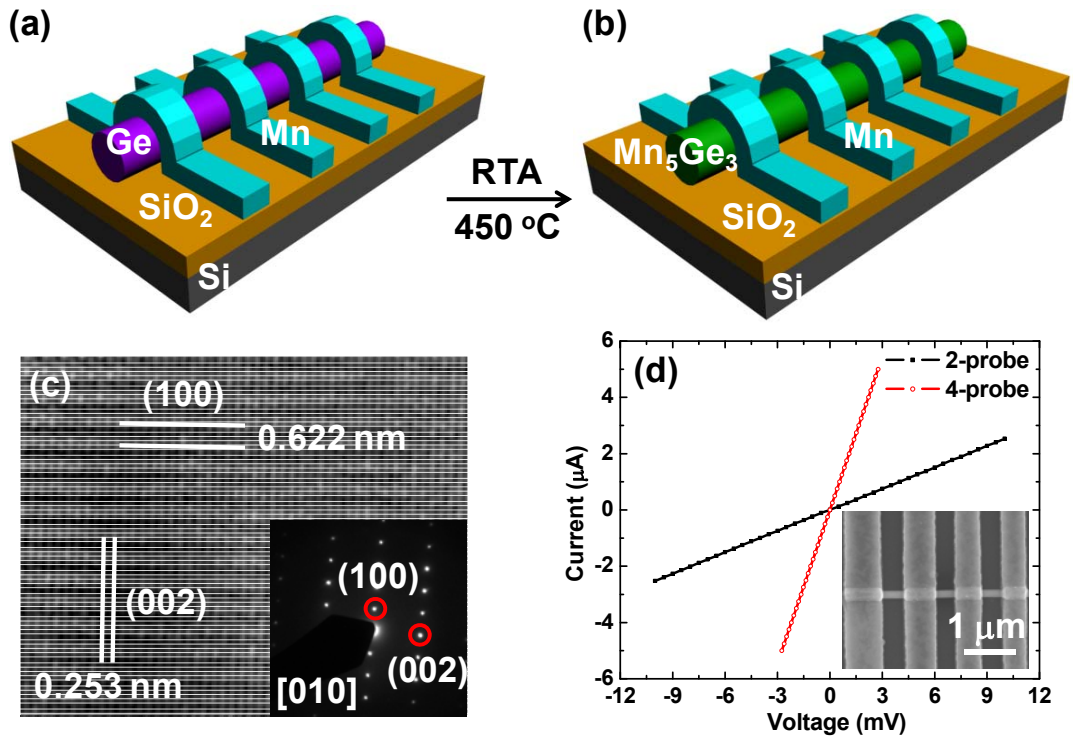 (a)
Ge
Mn
SiO2
Si
RTA
450 °C
(b)
Mn5Ge3
Mn
SiO2
Si
(c)
(100)
0.622 nm
(002)
0.253 nm
(100)
(002)
[010]
(d)
2-probe
4-probe
Current (μA)
6
4
2
0
-2
-4
-6
1 μm
-12 -9 -6 -3 0 3 6 9 12
Voltage (mV)